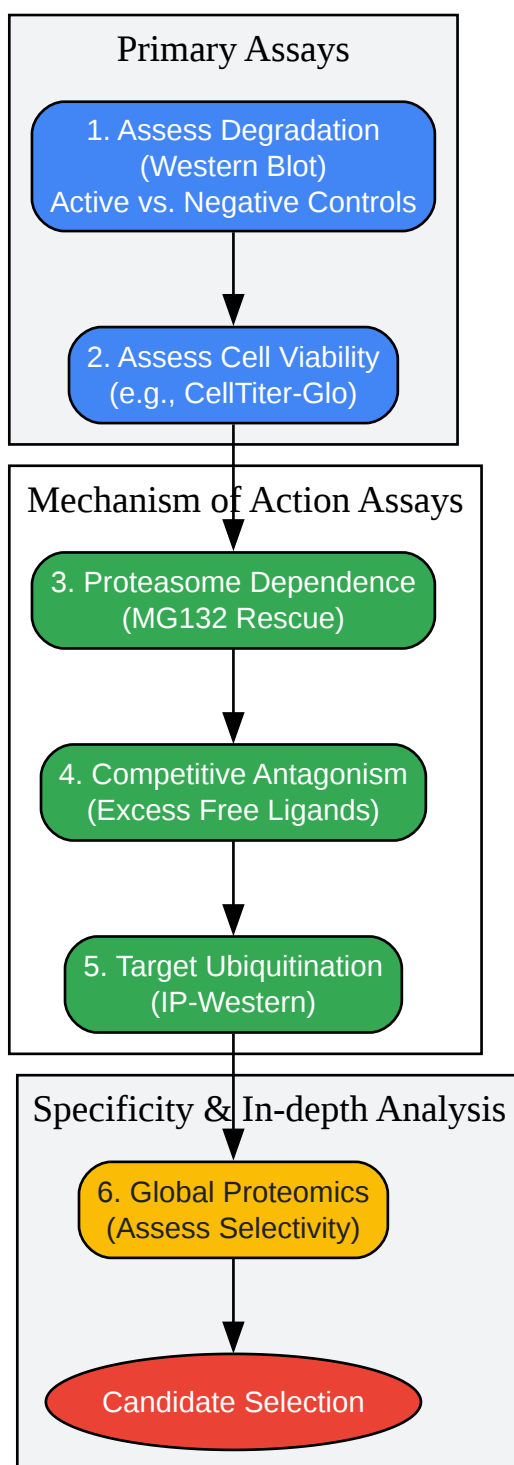 Primary Assays
1. Assess Degradation
(Western Blot)
Active vs. Negative Controls
2. Assess Cell Viability
(e.g., CellTiter-Glo)
Mechanism of Action Assays
3. Proteasome Dependence
(MG132 Rescue)
4. Competitive Antagonism
(Excess Free Ligands)
5. Target Ubiquitination
(IP-Western)
Specificity & In-depth Analysis
6. Global Proteomics
(Assess Selectivity)
Candidate Selection